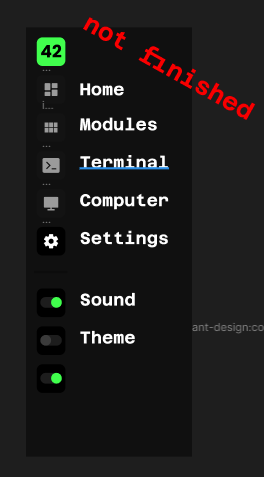 not finished
42
...
Home
i...
Modules
...
Terminal
...
Computer
...
Settings
Sound
ant-design:co
Theme